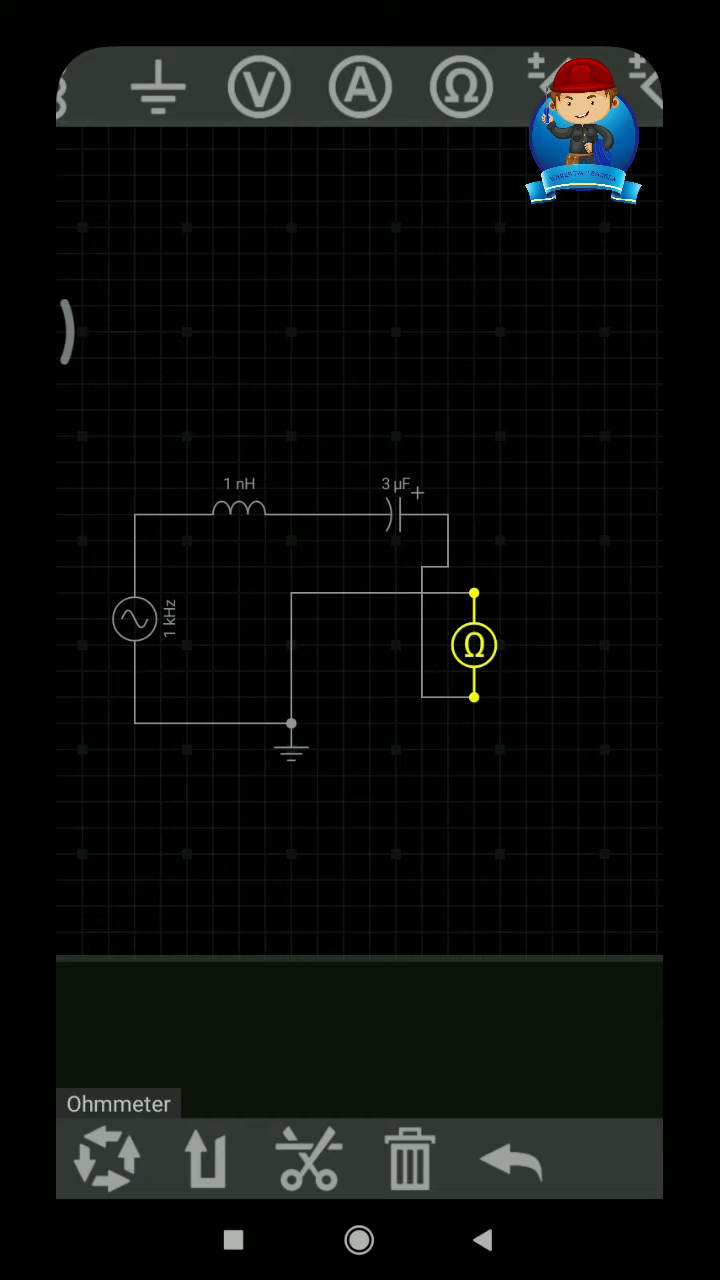 V A Ω
1 nH
3 µF
+
1 kHz
Ω
Ohmmeter